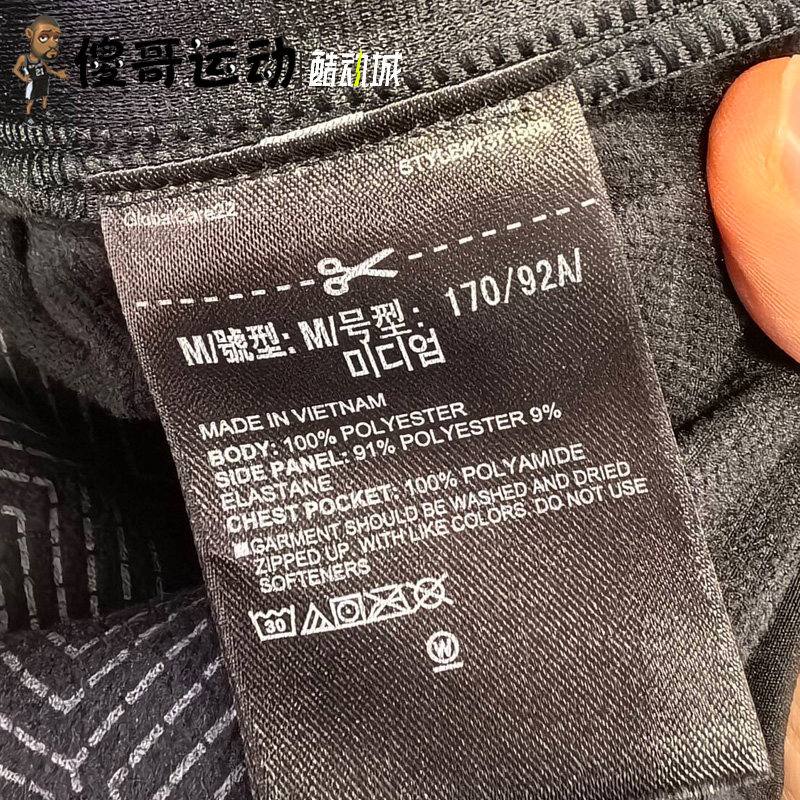 傻哥运动 酷动城
21
GlobalCare22
M/號型: M/号型: 170/92A/
미디엄
MADE IN VIETNAM
BODY: 100% POLYESTER
SIDE PANEL: 91% POLYESTER 9%
ELASTANE
CHEST POCKET: 100% POLYAMIDE
GARMENT SHOULD BE WASHED AND DRIED
ZIPPED UP, WITH LIKE COLORS. DO NOT USE
SOFTENERS
30
W